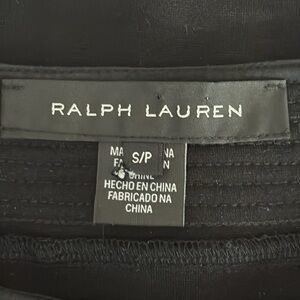 RALPH LAUREN
S/P
HECHO EN CHINA
FABRICADO NA
CHINA